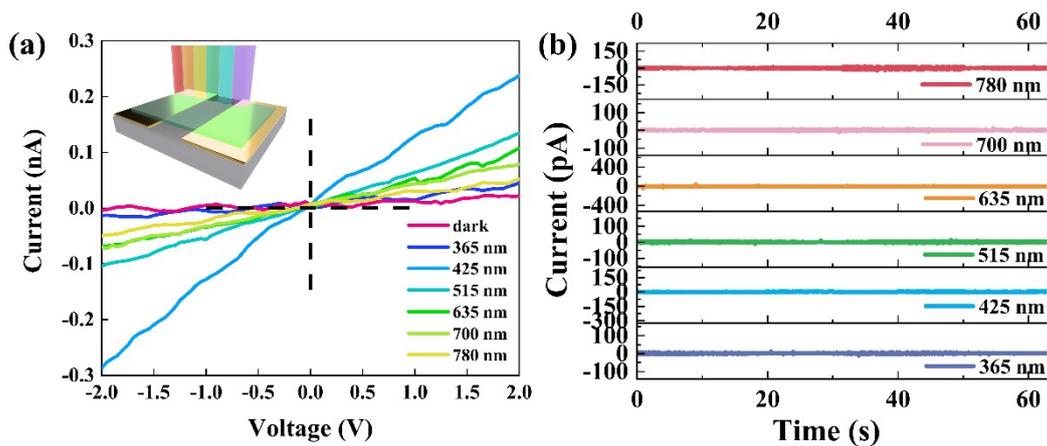 (a)
Current (nA)
0.3
0.2
0.1
0.0
-0.1
-0.2
-0.3
-2.0 -1.5 -1.0 -0.5 0.0 0.5 1.0 1.5 2.0
Voltage (V)
dark
365 nm
425 nm
515 nm
635 nm
700 nm
780 nm
(b)
0 20 40 60
Current (pA)
150
0
-150
780 nm
100
0
-100
700 nm
400
0
-400
635 nm
100
0
-100
515 nm
150
0
-150
-300
425 nm
100
0
-100
365 nm
0 20 40 60
Time (s)